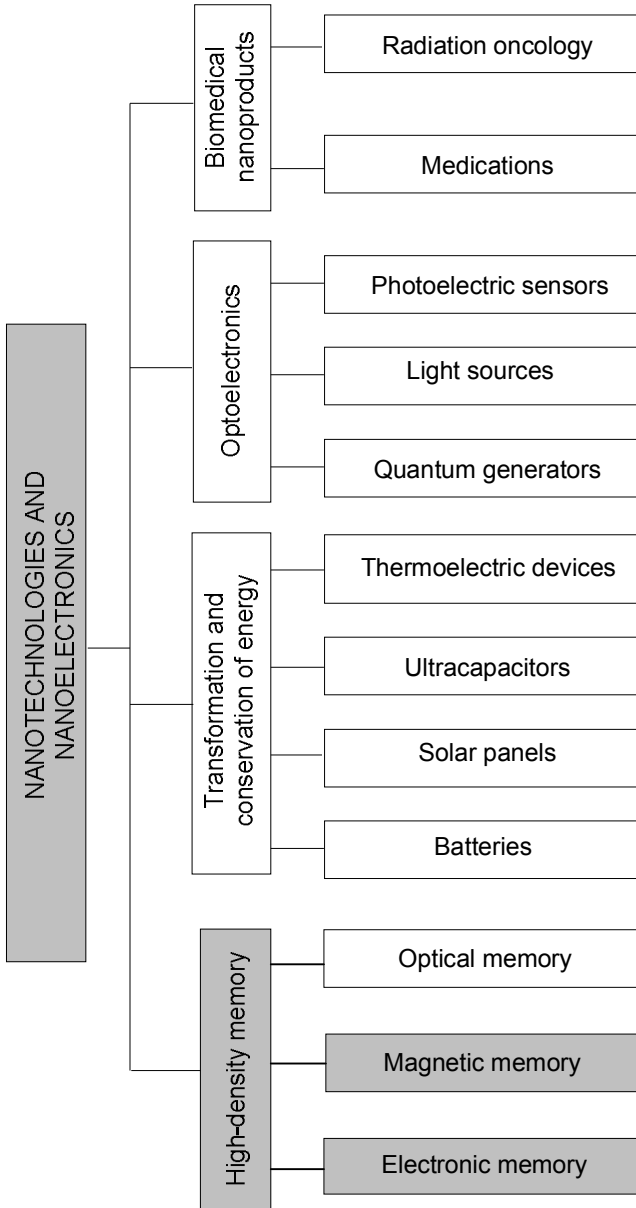 NANOTECHNOLOGIES AND
NANOELECTRONICS
Biomedical
nanoproducts
Radiation oncology
Medications
Optoelectronics
Photoelectric sensors
Light sources
Quantum generators
Transformation and
conservation of energy
Thermoelectric devices
Ultracapacitors
Solar panels
Batteries
High-density memory
Optical memory
Magnetic memory
Electronic memory